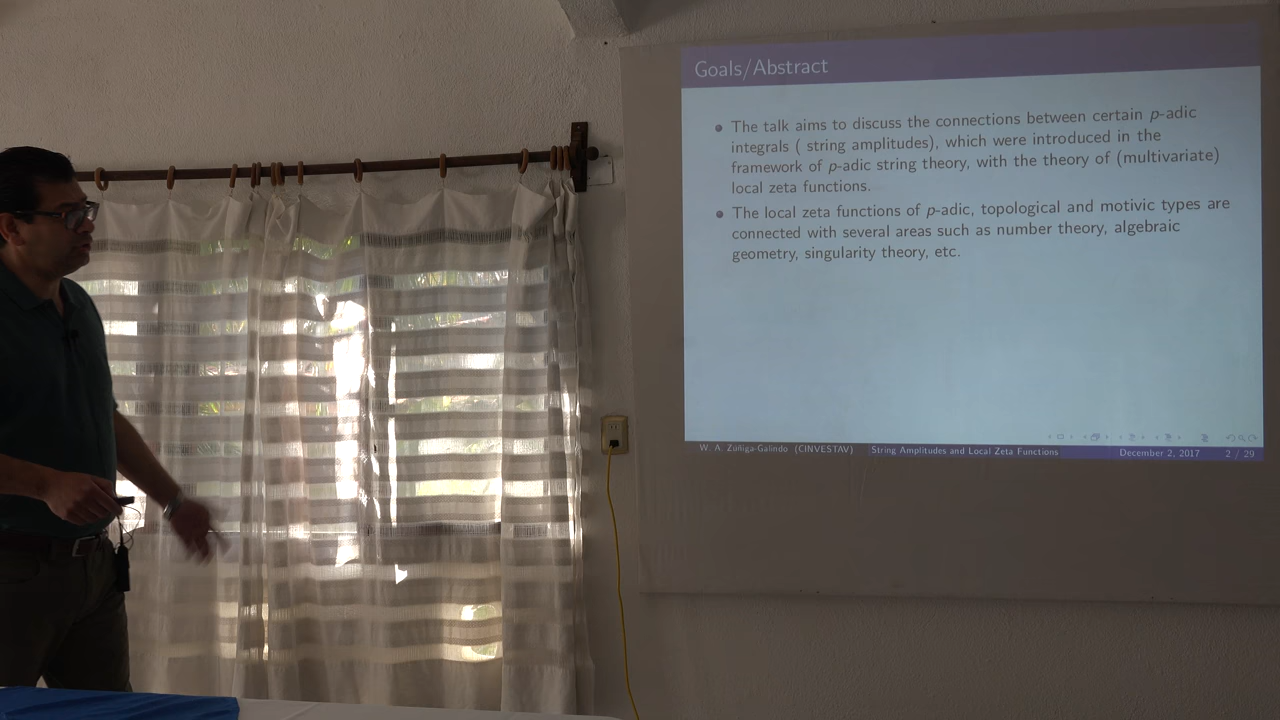 Goals/Abstract
The talk aims to discuss the connections between certain p-adic
integrals ( string amplitudes), which were introduced in the
framework of p-adic string theory, with the theory of (multivariate)
local zeta functions.
The local zeta functions of p-adic, topological and motivic types are
connected with several areas such as number theory, algebraic
geometry, singularity theory, etc.
W. A. Zúñiga-Galindo (CINVESTAV) String Amplitudes and Local Zeta Functions December 2, 2017 2 / 29